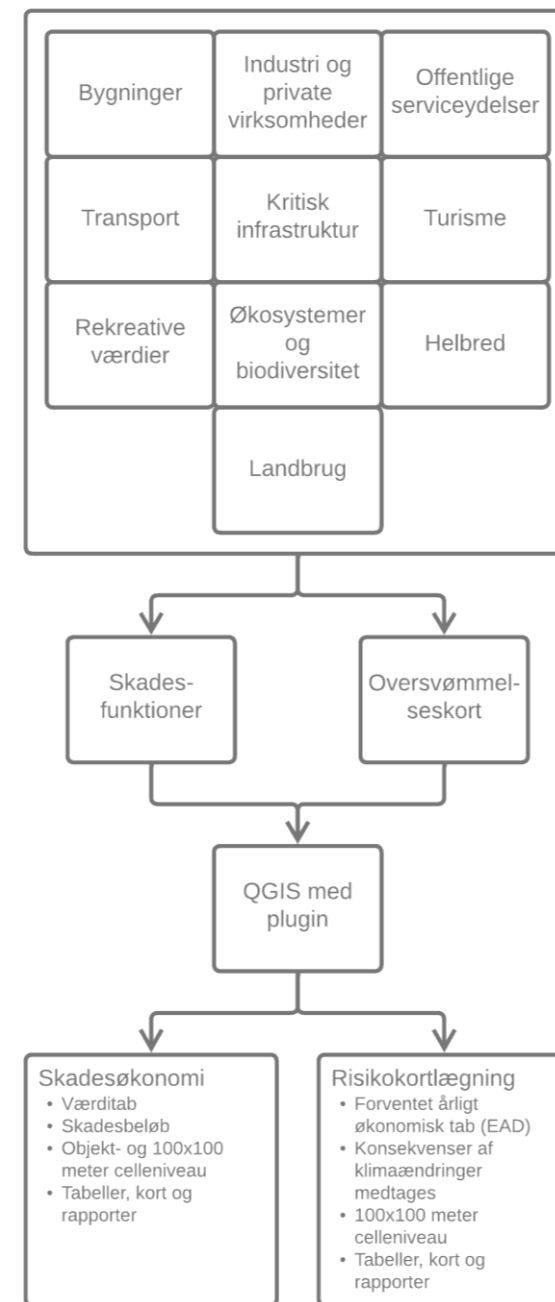 Bygninger
Industri og
private
virksomheder
Offentlige
serviceydelser
Transport
Kritisk
infrastruktur
Turisme
Rekreative
værdier
Økosystemer
og
biodiversitet
Helbred
Landbrug
Skades-
funktioner
Oversvømmel-
seskort
QGIS med
plugin
Skadesøkonomi
• Værditab
• Skadesbeløb
• Objekt- og 100x100
meter celleniveau
• Tabeller, kort og
rapporter
Risikokortlægning
• Forventet årligt
økonomisk tab (EAD)
• Konsekvenser af
klimaændringer
medtages
• 100x100 meter
celleniveau
• Tabeller, kort og
rapporter